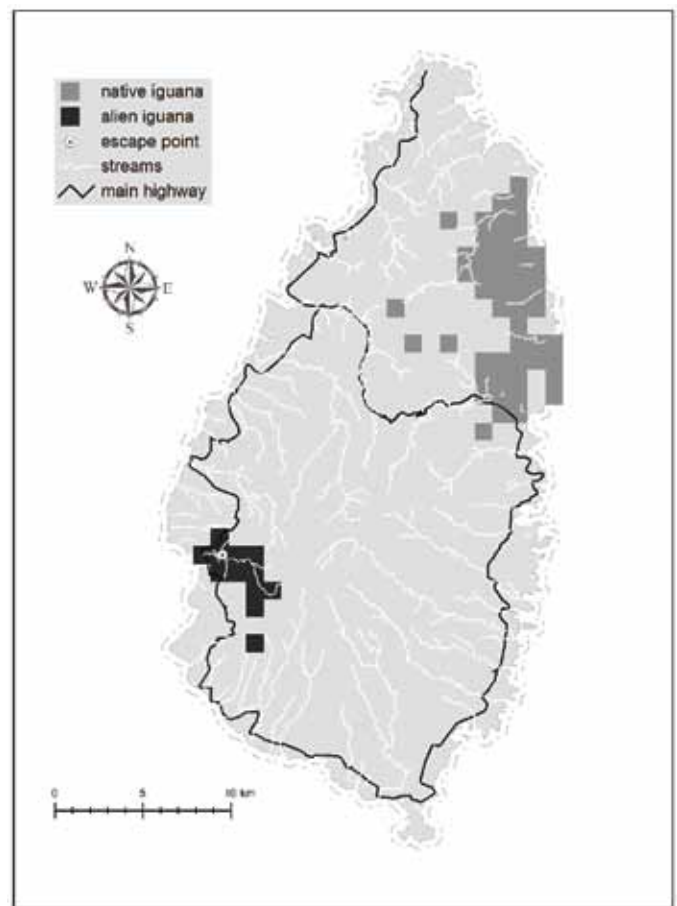 native iguana
alien iguana
escape point
streams
main highway
N
W E
S
0 5 10 km